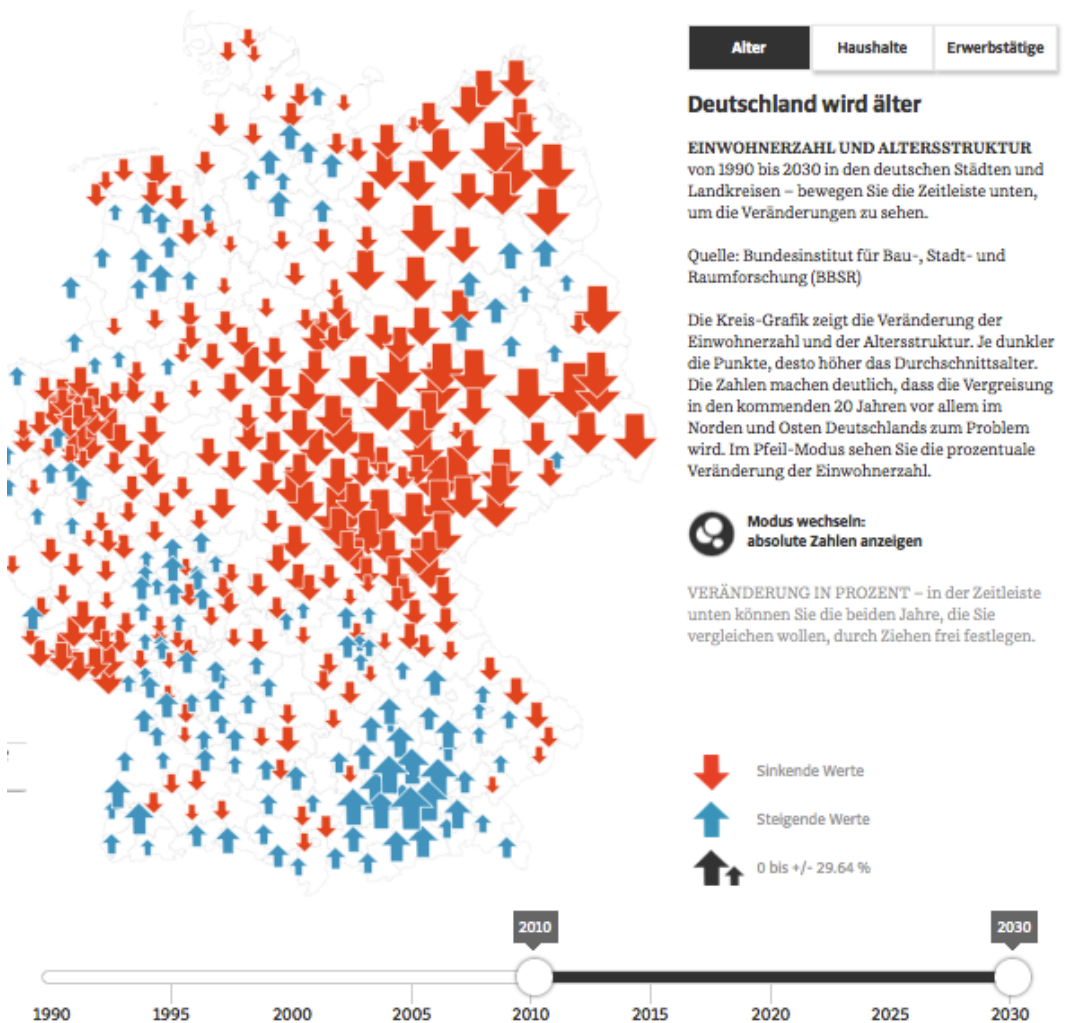 Alter
Haushalte
Erwerbstätige
Deutschland wird älter
EINWOHNERZAHL UND ALTERSSTRUKTUR
von 1990 bis 2030 in den deutschen Städten und
Landkreisen – bewegen Sie die Zeitleiste unten,
um die Veränderungen zu sehen.
Quelle: Bundesinstitut für Bau-, Stadt- und
Raumforschung (BBSR)
Die Kreis-Grafik zeigt die Veränderung der
Einwohnerzahl und der Altersstruktur. Je dunkler
die Punkte, desto höher das Durchschnittsalter.
Die Zahlen machen deutlich, dass die Vergreisung
in den kommenden 20 Jahren vor allem im
Norden und Osten Deutschlands zum Problem
wird. Im Pfeil-Modus sehen Sie die prozentuale
Veränderung der Einwohnerzahl.
Modus wechseln:
absolute Zahlen anzeigen
VERÄNDERUNG IN PROZENT – in der Zeitleiste
unten können Sie die beiden Jahre, die Sie
vergleichen wollen, durch Ziehen frei festlegen.
Sinkende Werte
Steigende Werte
0 bis +/- 29.64 %
2010
2030
1990 1995 2000 2005 2010 2015 2020 2025 2030